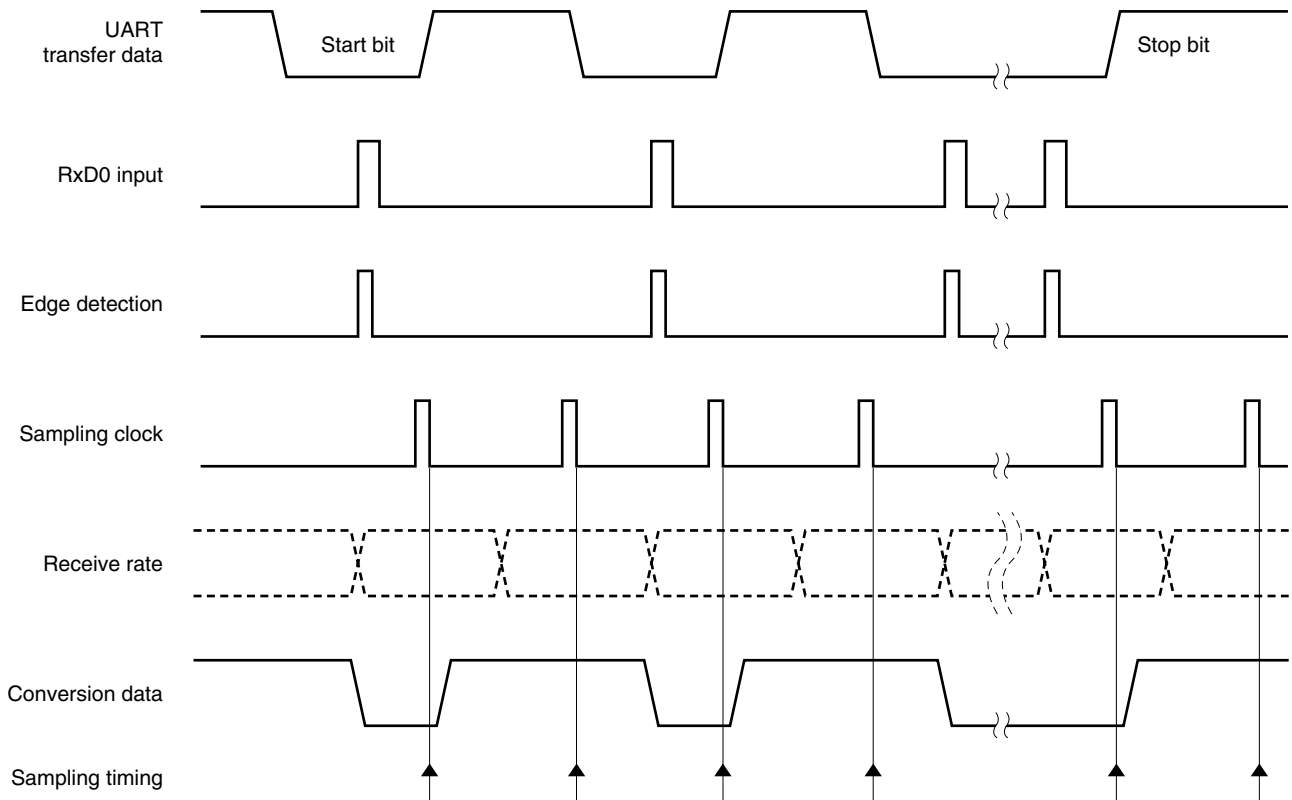 UART
transfer data
Start bit
Stop bit
RxD0 input
Edge detection
Sampling clock
Receive rate
Conversion data
Sampling timing